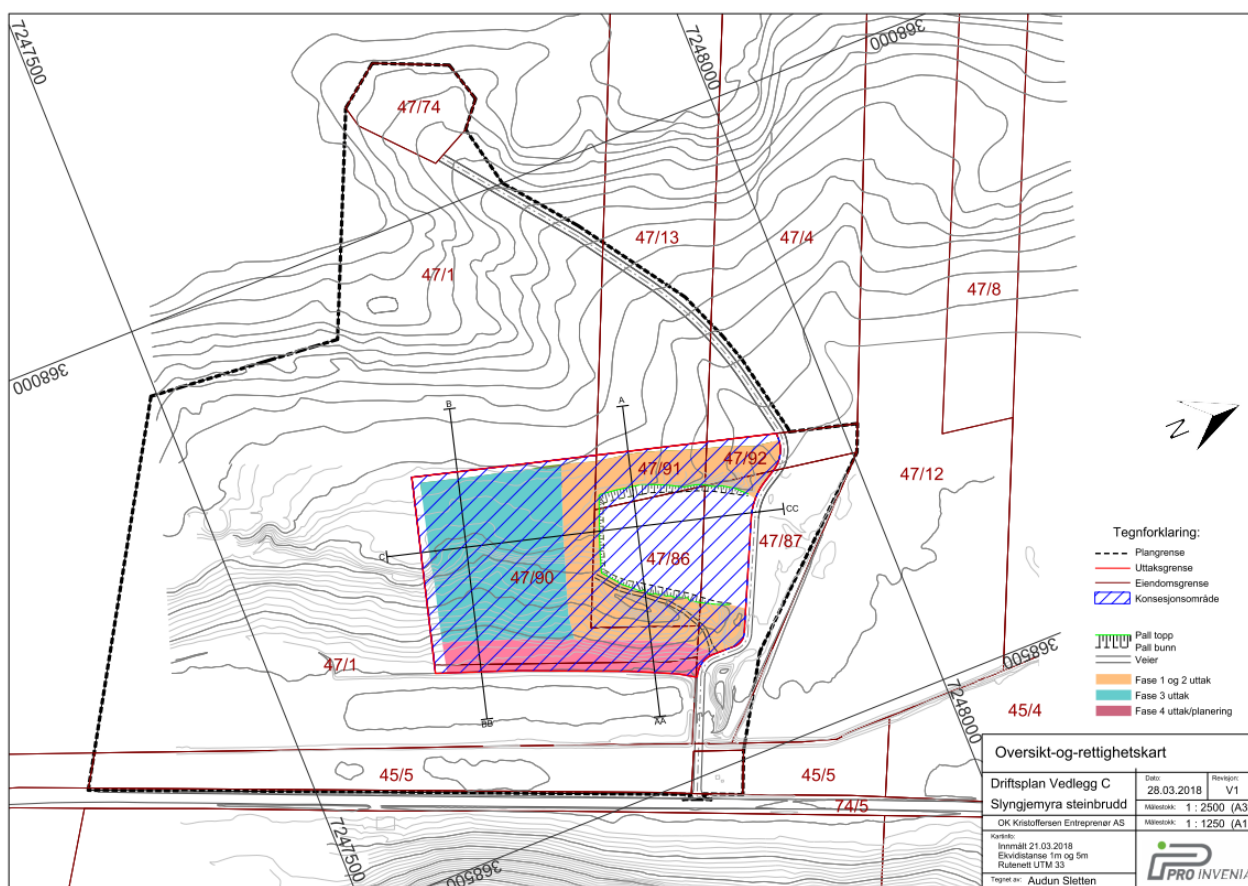 7247500
7248000
368000
47/74
47/13
47/4
47/1
47/8
368000
B
A
N
47/91
47/92
47/12
CC
C
47/87
47/86
47/90
47/1
368500
7248000
BB
AA
45/4
45/5
45/5
74/5
7247500
Tegnforklaring:
Plangrense
Uttaksgrense
Eiendomsgrense
Konsesjonsområde
Pall topp
Pall bunn
Veier
Fase 1 og 2 uttak
Fase 3 uttak
Fase 4 uttak/planering
Oversikt-og-rettighetskart
Driftsplan Vedlegg C
Slyngjemyra steinbrudd
Dato:
28.03.2018
Revisjon:
V1
Målestokk: 1 : 2500 (A3
OK Kristoffersen Entreprenør AS
Målestokk: 1 : 1250 (A1
Kartinfo:
Innmålt 21.03.2018
Ekvidistanse 1m og 5m
Rutenett UTM 33
Tegnet av: Audun Sletten
PRO INVENIA